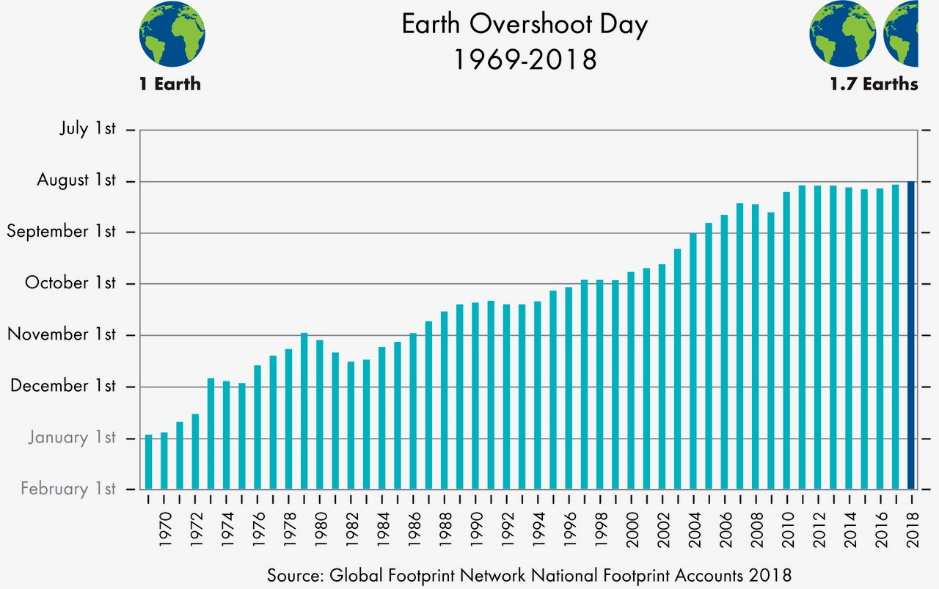 Earth Overshoot Day
1969-2018
1 Earth
1.7 Earths
July 1st
August 1st
September 1st
October 1st
November 1st
December 1st
January 1st
February 1st
1970
1972
1974
1976
1978
1980
1982
1984
1986
1988
1990
1992
1994
1996
1998
2000
2002
2004
2006
2008
2010
2012
2014
2016
2018
Source: Global Footprint Network National Footprint Accounts 2018